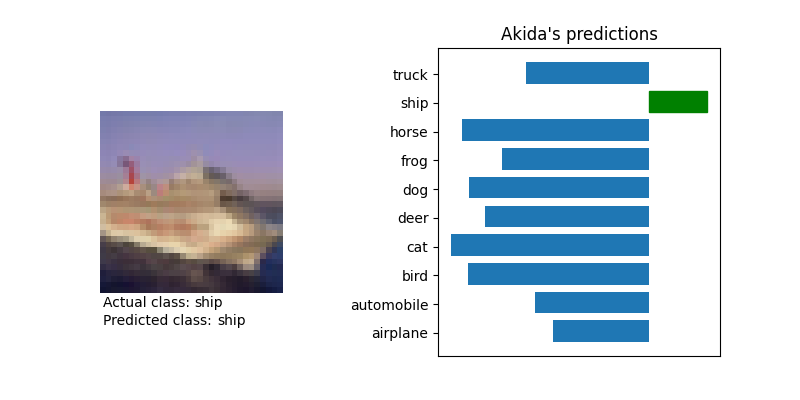 Akida's predictions
truck
ship
horse
frog
dog
deer
cat
bird
automobile
airplane
Actual class: ship
Predicted class: ship